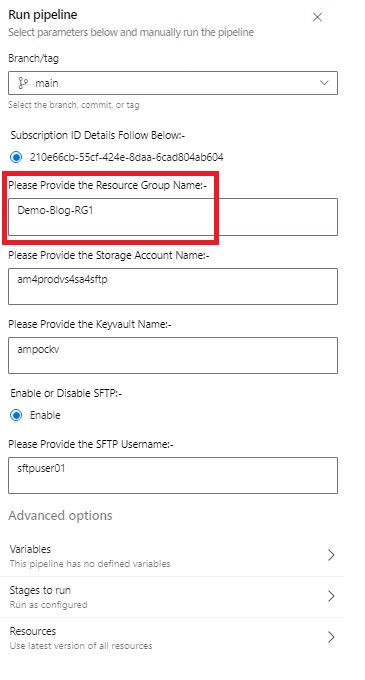 Run pipeline
Select parameters below and manually run the pipeline
Branch/tag
main
Select the branch, commit, or tag
Subscription ID Details Follow Below:-
210e66cb-55cf-424e-8daa-6cad804ab604
Please Provide the Resource Group Name:-
Demo-Blog-RG1
Please Provide the Storage Account Name:-
am4prodvs4sa4sftp
Please Provide the Keyvault Name:-
ampockv
Enable or Disable SFTP:-
Enable
Please Provide the SFTP Username:-
sftpuser01
Advanced options
Variables
This pipeline has no defined variables
Stages to run
Run as configured
Resources
Use latest version of all resources